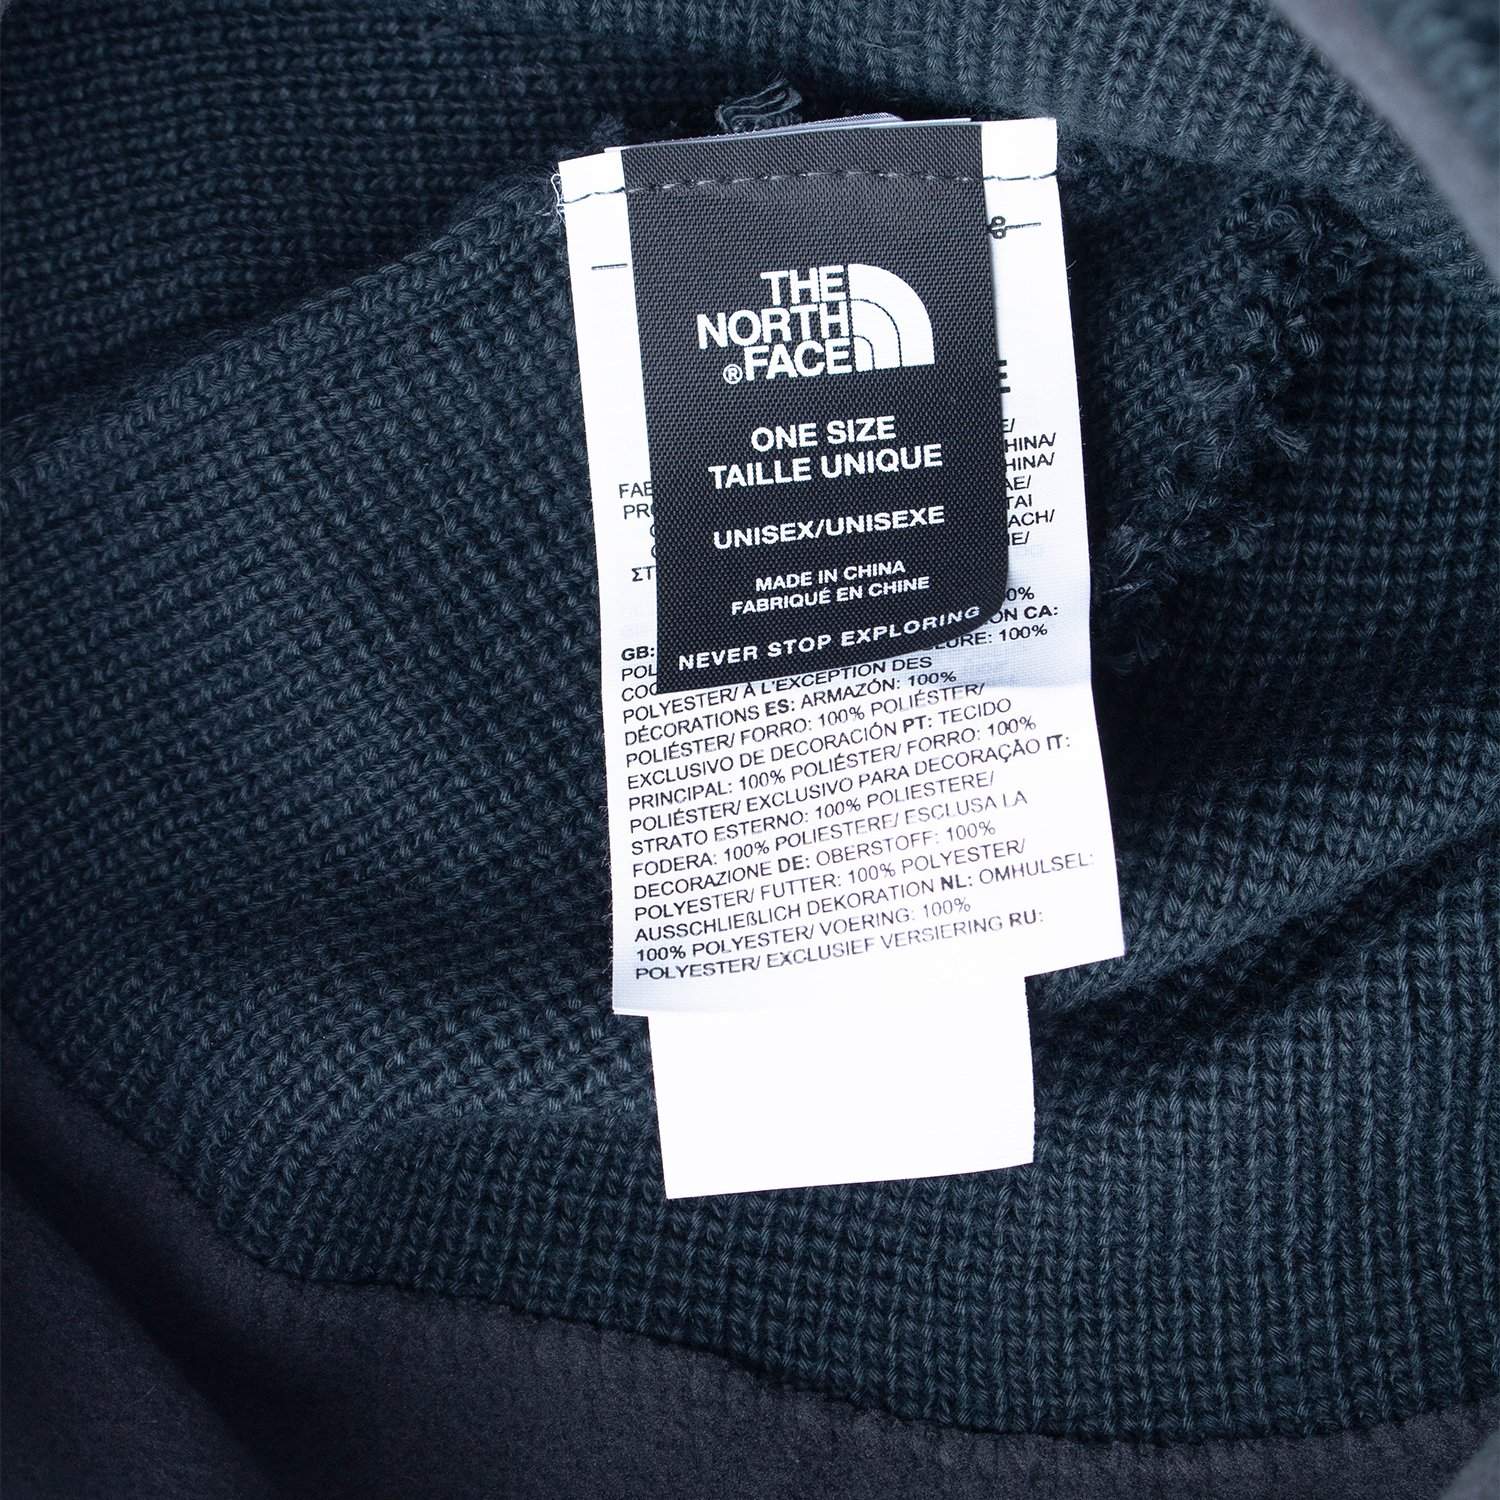 THE
NORTH
®FACE
ONE SIZE
TAILLE UNIQUE
UNISEX/UNISEXE
MADE IN CHINA
FABRIQUÉ EN CHINE
NEVER STOP EXPLORING
GB:
ON CA:
100%
POLYESTER/ À L'EXCEPTION DES
DÉCORATIONS ES: ARMAZÓN: 100%
POLIÉSTER/ FORRO: 100% POLIÉSTER/
EXCLUSIVO DE DECORACIÓN PT: TECIDO
PRINCIPAL: 100% POLIÉSTER/ FORRO: 100%
POLIÉSTER/ EXCLUSIVO PARA DECORAÇÃO IT:
STRATO ESTERNO: 100% POLIESTERE/
FODERA: 100% POLIESTERE/ ESCLUSA LA
DECORAZIONE DE: OBERSTOFF: 100%
POLYESTER/ FUTTER: 100% POLYESTER/
AUSSCHLIEßLICH DEKORATION NL: OMHULSEL:
100% POLYESTER/ VOERING: 100%
POLYESTER/ EXCLUSIEF VERSIERING RU: